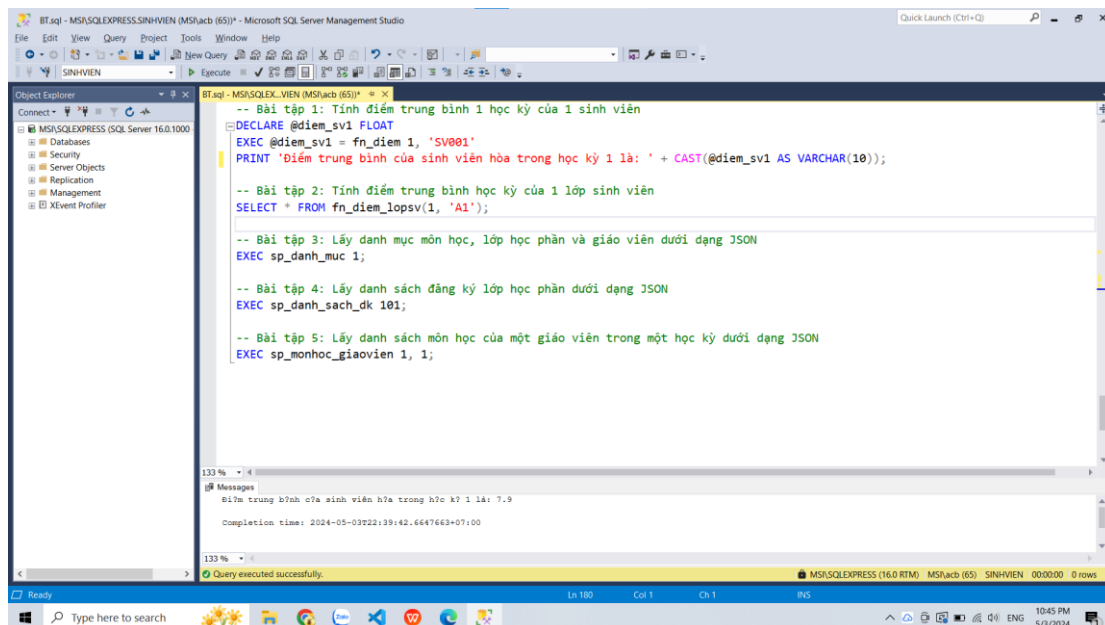 BT.sql - MSI\SQLEXPRESS.SINHVIEN (MSI\acb (65))* - Microsoft SQL Server Management Studio
Quick Launch (Ctrl+Q)
File Edit View Query Project Tools Window Help
New Query
SINHVIEN
Execute
Object Explorer
BT.sql - MSI\SQLEX...VIEN (MSI\acb (65))*
Connect
MSI\SQLEXPRESS (SQL Server 16.0.1000
Databases
Security
Server Objects
Replication
Management
XEvent Profiler
-- Bài tập 1: Tính điểm trung bình 1 học kỳ của 1 sinh viên
DECLARE @diem_sv1 FLOAT
EXEC @diem_sv1 = fn_diem 1, 'SV001'
PRINT 'Điểm trung bình của sinh viên hòa trong học kỳ 1 là: ' + CAST(@diem_sv1 AS VARCHAR(10));
-- Bài tập 2: Tính điểm trung bình học kỳ của 1 lớp sinh viên
SELECT * FROM fn_diem_lopsv(1, 'A1');
-- Bài tập 3: Lấy danh mục môn học, lớp học phần và giáo viên dưới dạng JSON
EXEC sp_danh_muc 1;
-- Bài tập 4: Lấy danh sách đăng ký lớp học phần dưới dạng JSON
EXEC sp_danh_sach_dk 101;
-- Bài tập 5: Lấy danh sách môn học của một giáo viên trong một học kỳ dưới dạng JSON
EXEC sp_monhoc_giaovien 1, 1;
133 %
Messages
Đi?m trung b?nh c?a sinh viên h?a trong h?c k? 1 là: 7.9
Completion time: 2024-05-03T22:39:42.6647663+07:00
133 %
Query executed successfully.
MSI\SQLEXPRESS (16.0 RTM) MSI\acb (65) SINHVIEN 00:00:00 0 rows
Ready
Ln 180 Col 1 Ch 1 INS
Type here to search
Zalo
ENG
10:45 PM
5/3/2024